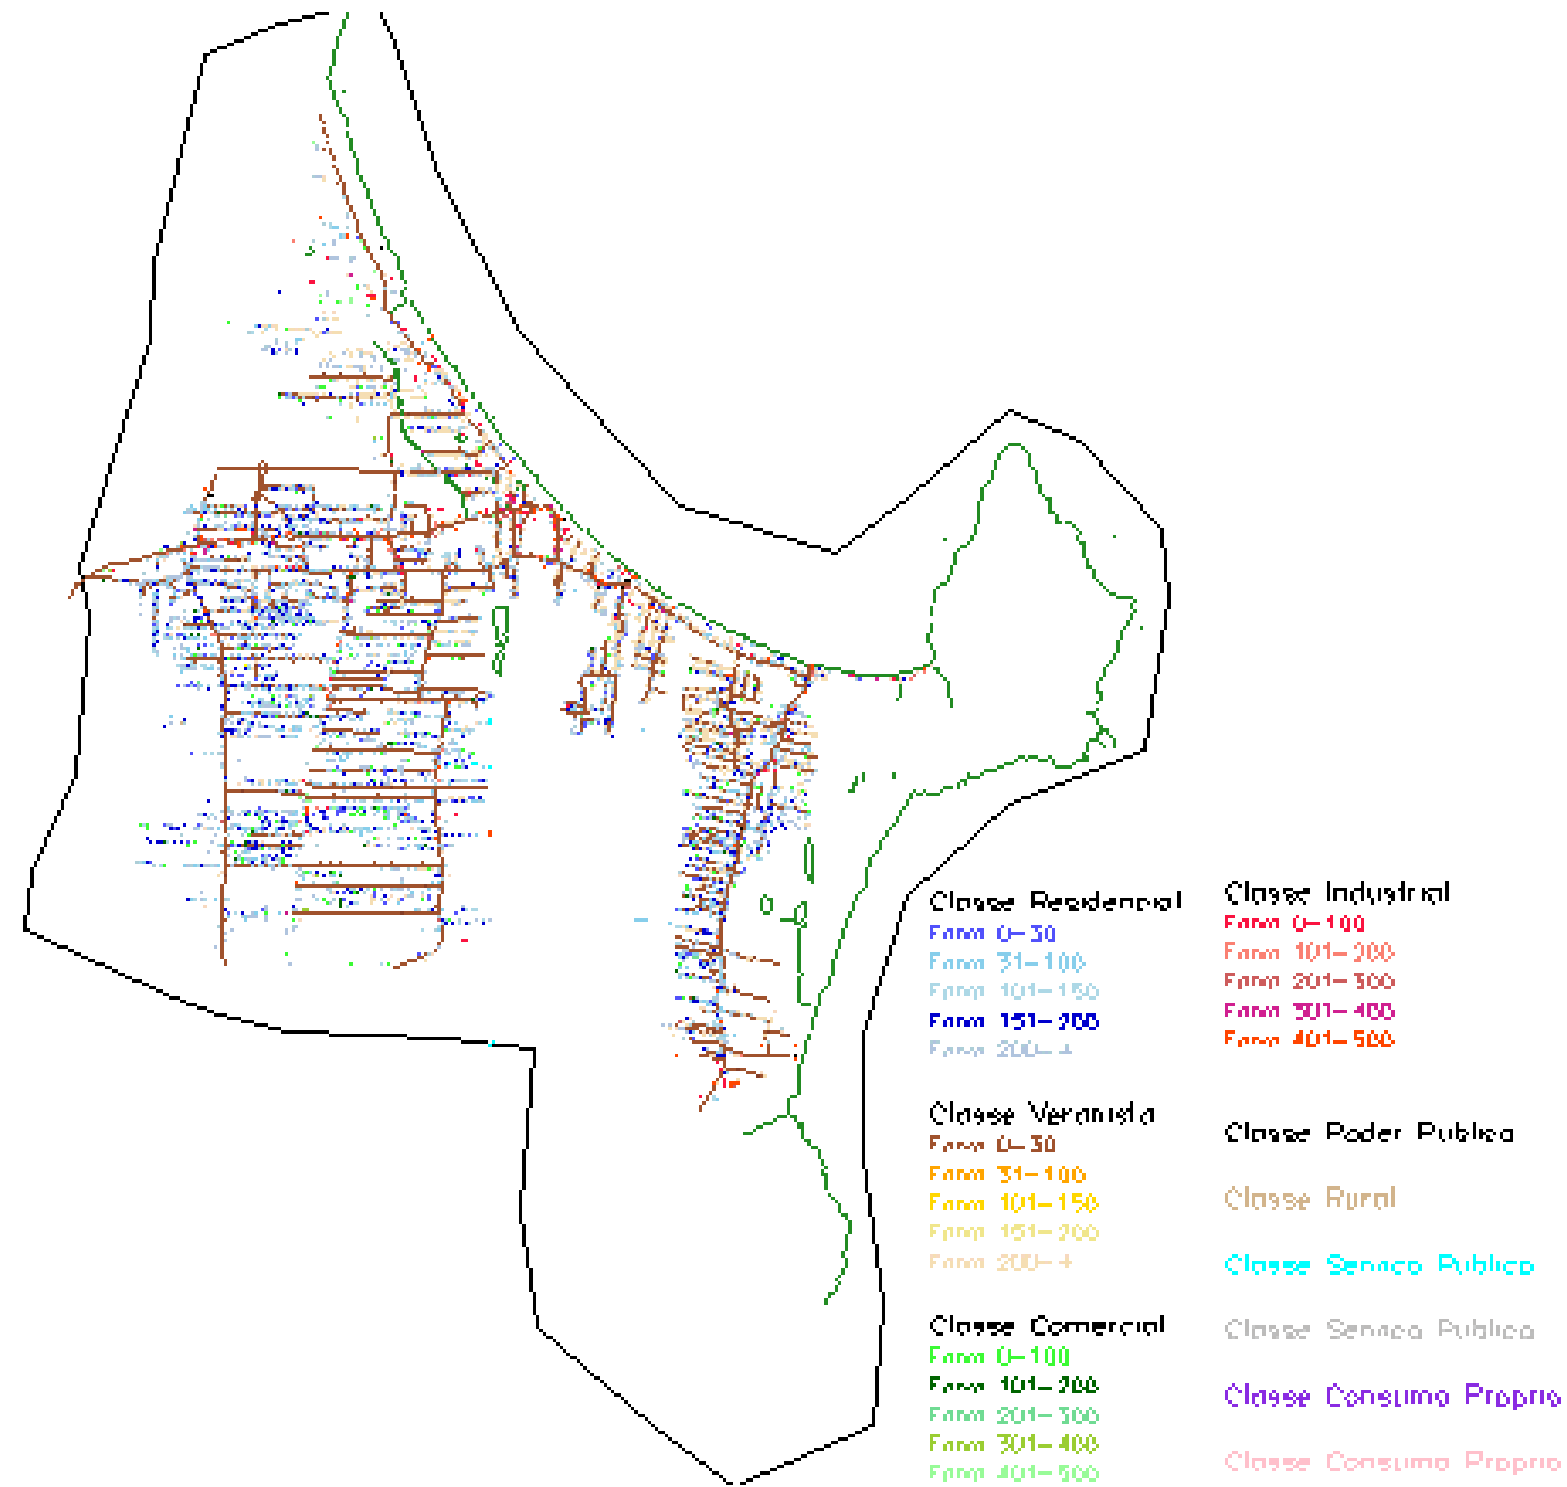 Classe Residencial
Faixa 0-30
Faixa 31-100
Faixa 101-150
Faixa 151-200
Faixa 200-+
Classe Veranista
Faixa 0-30
Faixa 31-100
Faixa 101-150
Faixa 151-200
Faixa 200-+
Classe Comercial
Faixa 0-100
Faixa 101-200
Faixa 201-300
Faixa 301-400
Faixa 401-500
Classe Industrial
Faixa 0-100
Faixa 101-200
Faixa 201-300
Faixa 301-400
Faixa 401-500
Classe Poder Publico
Classe Rural
Classe Servico Publico
Classe Servico Publico
Classe Consumo Proprio
Classe Consumo Proprio